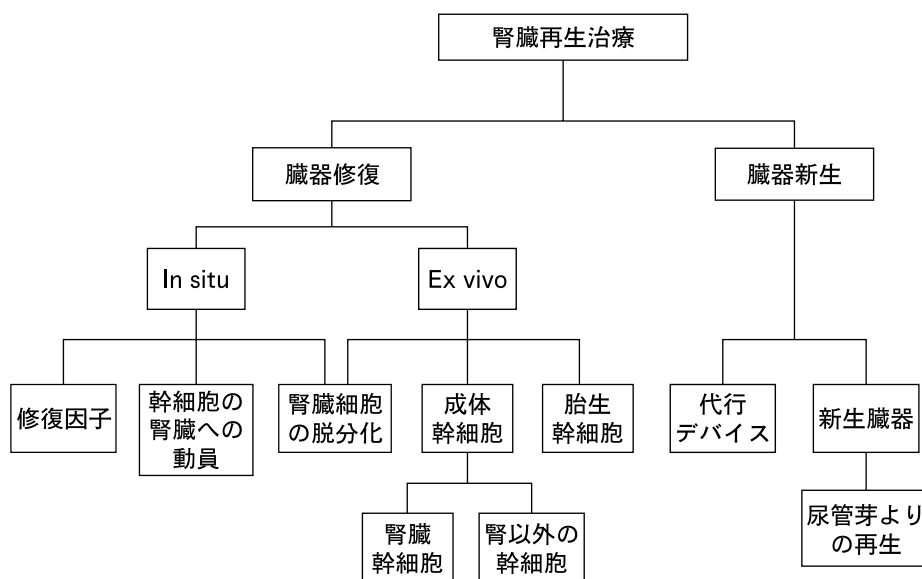 腎臓再生治療
臓器修復
臓器新生
In situ
Ex vivo
修復因子
幹細胞の
腎臓への
動員
腎臓細胞
の脱分化
成体
幹細胞
胎生
幹細胞
代行
デバイス
新生臓器
腎臓
幹細胞
腎以外の
幹細胞
尿管芽より
の再生